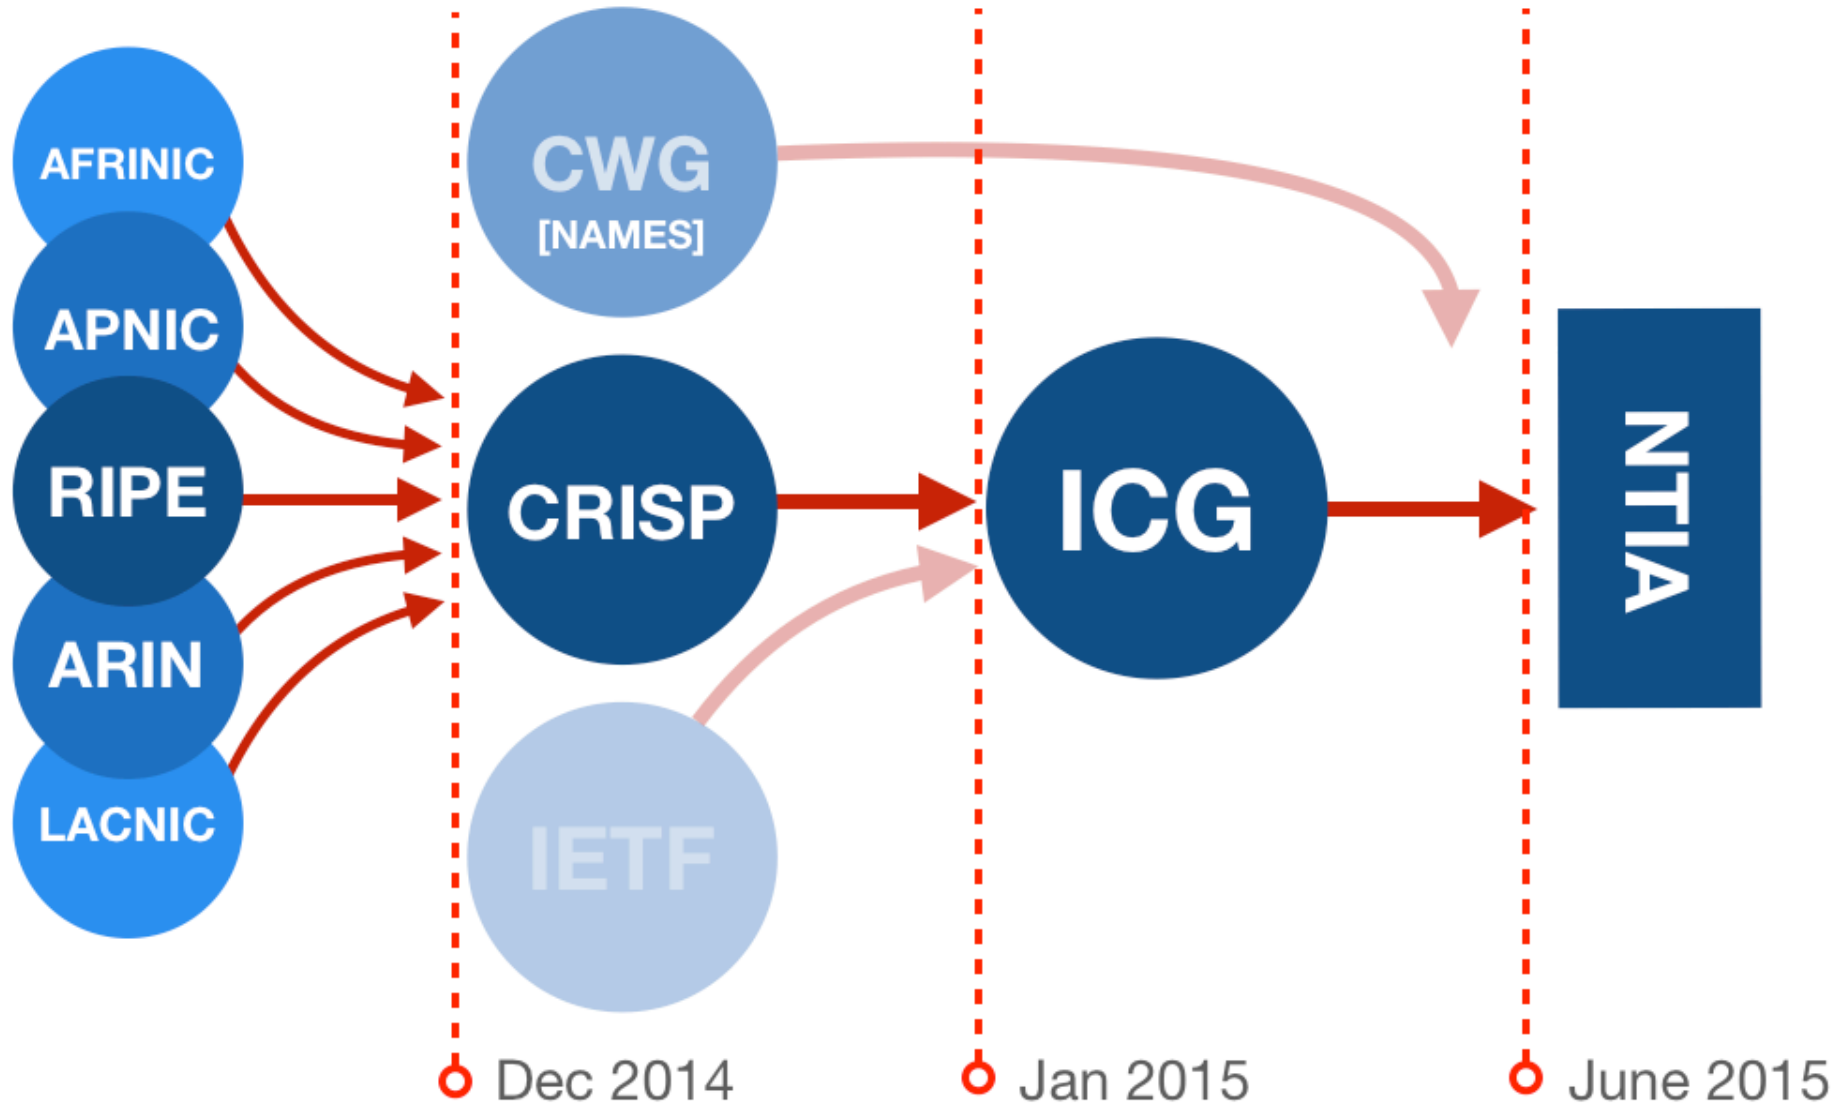 AFRINIC
APNIC
RIPE
ARIN
LACNIC
CWG
[NAMES]
CRISP
IETF
ICG
NTIA
Dec 2014
Jan 2015
June 2015